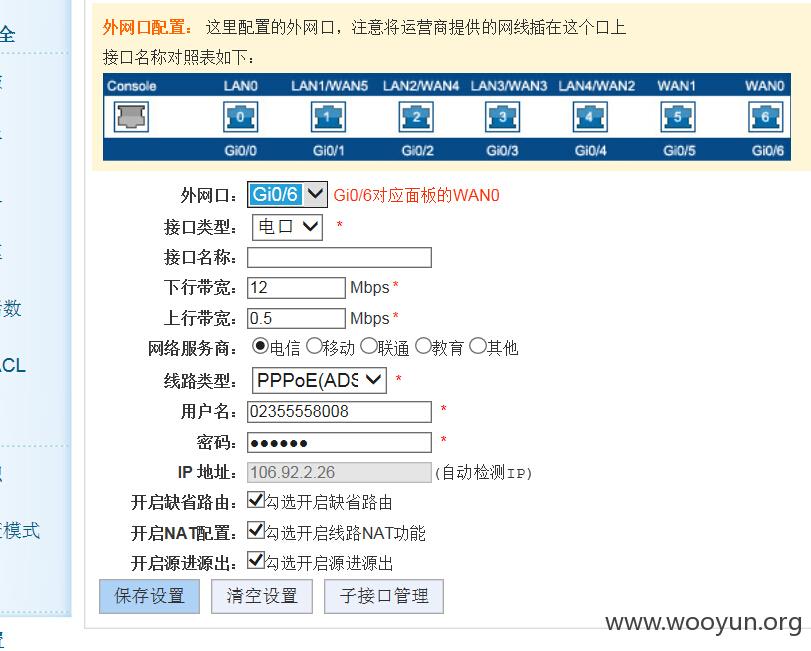 全
外网口配置： 这里配置的外网口，注意将运营商提供的网线插在这个口上
接口名称对照表如下：
Console LAN0 LAN1/WAN5 LAN2/WAN4 LAN3/WAN3 LAN4/WAN2 WAN1 WAN0
0 1 2 3 4 5 6
Gi0/0 Gi0/1 Gi0/2 Gi0/3 Gi0/4 Gi0/5 Gi0/6
外网口： Gi0/6 Gi0/6对应面板的WAN0
接口类型： 电口 *
接口名称：
下行带宽： 12 Mbps *
数
上行带宽： 0.5 Mbps *
网络服务商： 电信 移动 联通 教育 其他
CL
线路类型： PPPoE(ADS *
用户名： 02355558008 *
密码： ●●●●●● *
IP 地址： 106.92.2.26 (自动检测IP)
开启缺省路由： 勾选开启缺省路由
模式
开启NAT配置： 勾选开启线路NAT功能
开启源进源出： 勾选开启源进源出
保存设置 清空设置 子接口管理
www.wooyun.org